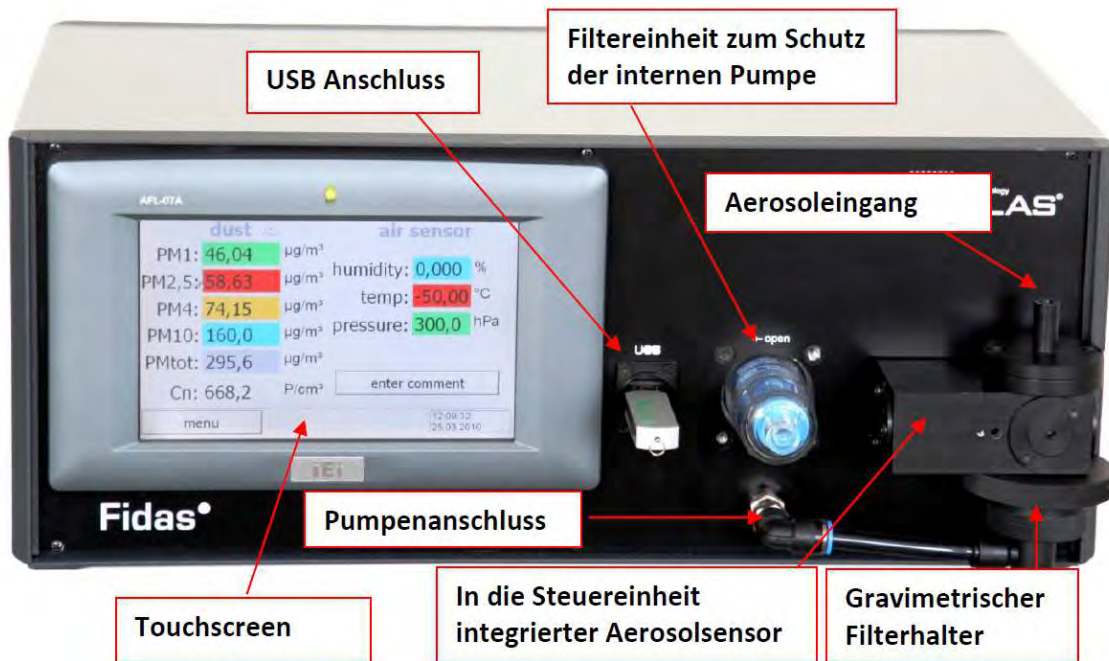 USB Anschluss
Filtereinheit zum Schutz
der internen Pumpe
Aerosoleingang
AFL-07A
dust
air sensor
PM1: 46,04 µg/m³
humidity: 0,000 %
PM2,5: 58,63 µg/m³
temp: -50,00 °C
PM4: 74,15 µg/m³
pressure: 300,0 hPa
PM10: 160,0 µg/m³
PMtot: 295,6 µg/m³
enter comment
Cn: 668,2 P/cm³
menu
12:09:32
25.03.2010
iEi
USB
open
LAS®
Fidas®
Pumpenanschluss
Touchscreen
In die Steuereinheit
integrierter Aerosolsensor
Gravimetrischer
Filterhalter